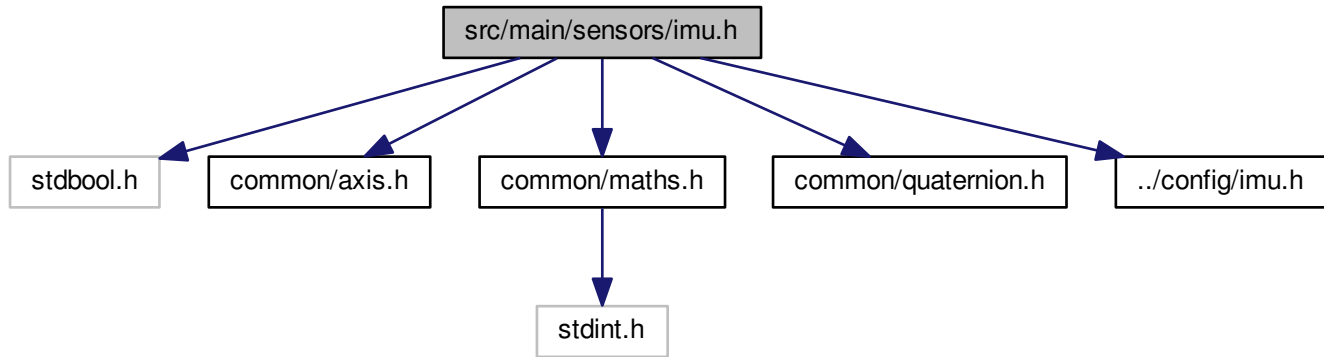 src/main/sensors/imu.h
stdbool.h
common/axis.h
common/maths.h
common/quaternion.h
../config/imu.h
stdint.h